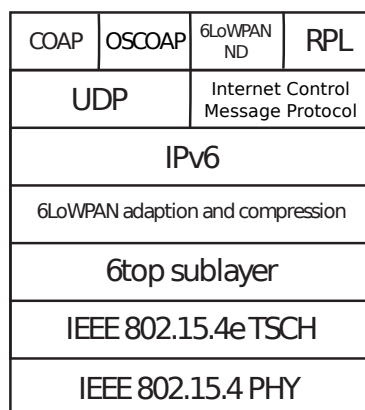 COAP
OSCOAP
6LoWPAN
ND
RPL
UDP
Internet Control
Message Protocol
IPv6
6LoWPAN adaption and compression
6top sublayer
IEEE 802.15.4e TSCH
IEEE 802.15.4 PHY